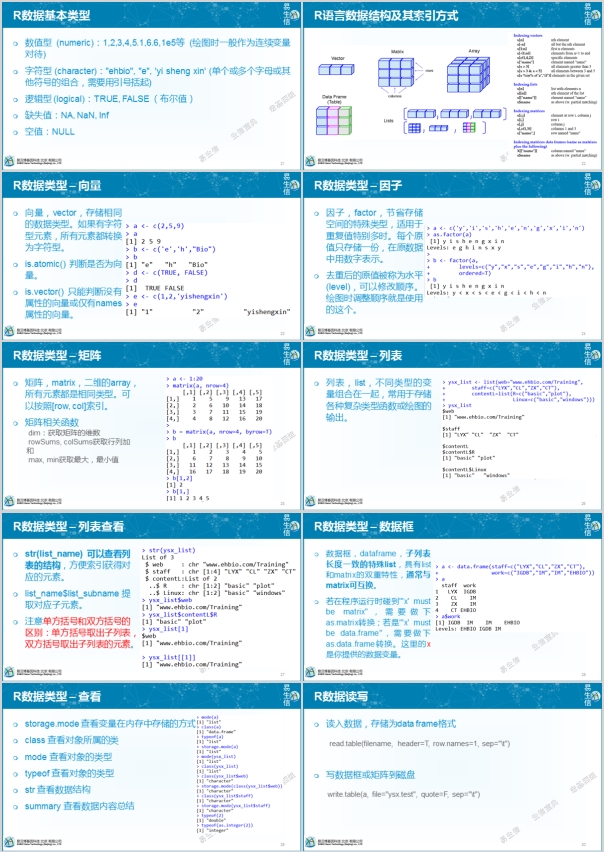 R数据基本类型
数值型 (numeric)：1,2,3,4,5.1,6.6,1e5等 (绘图时一般作为连续变量
对待)
字符型 (character)："ehbio", "e", 'yi sheng xin' (单个或多个字母或其
他符号的组合，需要用引号括起)
逻辑型 (logical)：TRUE, FALSE（布尔值）
缺失值：NA, NaN, Inf
空值：NULL
R语言数据结构及其索引方式
Vector
Matrix
Array
rows
columns
Data Frame
(Table)
Lists
Indexing vectors
Indexing lists
Indexing matrices
R数据类型 – 向量
向量，vector，存储相同
的数据类型。如果有字符
型元素，所有元素都转换
为字符型。
is.atomic() 判断是否为向
量。
is.vector() 只能判断没有
属性的向量或仅有names
属性的向量。
> a <- c(2,5,9)
> a
[1] 2 5 9
> b <- c('e','h',"Bio")
> b
[1] "e" "h" "Bio"
> d <- c(TRUE, FALSE)
> d
[1] TRUE FALSE
> e <- c(1,2,'yishengxin')
> e
[1] "1" "2" "yishengxin"
R数据类型 – 因子
因子，factor，节省存储
空间的特殊类型，适用于
重复值特别多时。每个原
值只存储一份，在原数据
中用数字表示。
去重后的原值被称为水平
(level)，可以修改顺序。
绘图时调整顺序就是使用
的这个。
> a <- c('y','i','s','h','e','n','g','x','i','n')
> as.factor(a)
[1] y i s h e n g x i n
Levels: e g h i n s x y
> b <- factor(a,
+ levels=c("y","x","s","e","g","i","h","n"),
+ ordered=T)
> b
[1] y i s h e n g x i n
Levels: y < x < s < e < g < i < h < n
R数据类型 – 矩阵
矩阵，matrix，二维的array，
所有元素都是相同类型。可
以按照[row, col]索引。
矩阵相关函数
dim：获取矩阵的维数
rowSums, colSums获取行列加
和
max, min获取最大，最小值
> a <- 1:20
> matrix(a, nrow=4)
[,1] [,2] [,3] [,4] [,5]
[1,] 1 5 9 13 17
[2,] 2 6 10 14 18
[3,] 3 7 11 15 19
[4,] 4 8 12 16 20
>
> b = matrix(a, nrow=4, byrow=T)
> b
[,1] [,2] [,3] [,4] [,5]
[1,] 1 2 3 4 5
[2,] 6 7 8 9 10
[3,] 11 12 13 14 15
[4,] 16 17 18 19 20
> b[1,2]
[1] 2
> b[1,]
[1] 1 2 3 4 5
R数据类型 – 列表
列表，list，不同类型的变
量组合在一起，常用于存储
各种复杂类型函数或绘图的
输出。
> ysx_list <- list(web="www.ehbio.com/Training",
staff=c("LYX","CL","ZX","CT"),
contentL=list(R=c("basic","plot"),
Linux=c("basic","windows")))
> ysx_list
$web
[1] "www.ehbio.com/Training"
$staff
[1] "LYX" "CL" "ZX" "CT"
$contentL
$contentL$R
[1] "basic" "plot"
$contentL$Linux
[1] "basic" "windows"
R数据类型 – 列表查看
str(list_name) 可以查看列
表的结构，方便索引获得对
应的元素。
list_name$list_subname 提
取对应子元素。
注意单方括号和双方括号的
区别：单方括号取出子列表，
双方括号取出子列表的元素。
> str(ysx_list)
List of 3
$ web : chr "www.ehbio.com/Training"
$ staff : chr [1:4] "LYX" "CL" "ZX" "CT"
$ contentL:List of 2
..$ R : chr [1:2] "basic" "plot"
..$ Linux: chr [1:2] "basic" "windows"
> ysx_list$web
[1] "www.ehbio.com/Training"
> ysx_list$contentL$R
[1] "basic" "plot"
> ysx_list[1]
$web
[1] "www.ehbio.com/Training"
> ysx_list[[1]]
[1] "www.ehbio.com/Training"
R数据类型 – 数据框
数据框，dataframe，子列表
长度一致的特殊list，具有list
和matrix的双重特性，通常与
matrix可互换。
若在程序运行时碰到"'x' must
be matrix"，需要做下
as.matrix转换；若是"'x' must
be data.frame"，需要做下
as.data.frame转换。这里的x
是你提供的数据变量。
> a <- data.frame(staff=c("LYX","CL","ZX","CT"),
+ work=c("IGDB","IM","IM","EHBIO"))
> a
staff work
1 LYX IGDB
2 CL IM
3 ZX IM
4 CT EHBIO
> a$work
[1] IGDB IM IM EHBIO
Levels: EHBIO IGDB IM
R数据类型 – 查看
storage.mode 查看变量在内存中存储的方式
class 查看对象所属的类
mode 查看对象的类型
typeof 查看对象的类型
str 查看数据结构
summary 查看数据内容总结
> mode(a)
[1] "list"
> class(a)
[1] "data.frame"
> typeof(a)
[1] "list"
> storage.mode(a)
[1] "list"
> mode(ysx_list)
[1] "list"
> class(ysx_list)
[1] "list"
> class(ysx_list$web)
[1] "character"
> storage.mode(class(ysx_list$web))
[1] "character"
> class(ysx_list$staff)
[1] "character"
> storage.mode(ysx_list$staff)
[1] "character"
> typeof(2)
[1] "double"
> typeof(as.integer(2))
[1] "integer"
R数据读写
读入数据，存储为data frame格式
read.table(filename, header=T, row.names=1, sep="\t")
写数据框或矩阵到磁盘
write.table(a, file="ysx.test", quote=F, sep="\t")